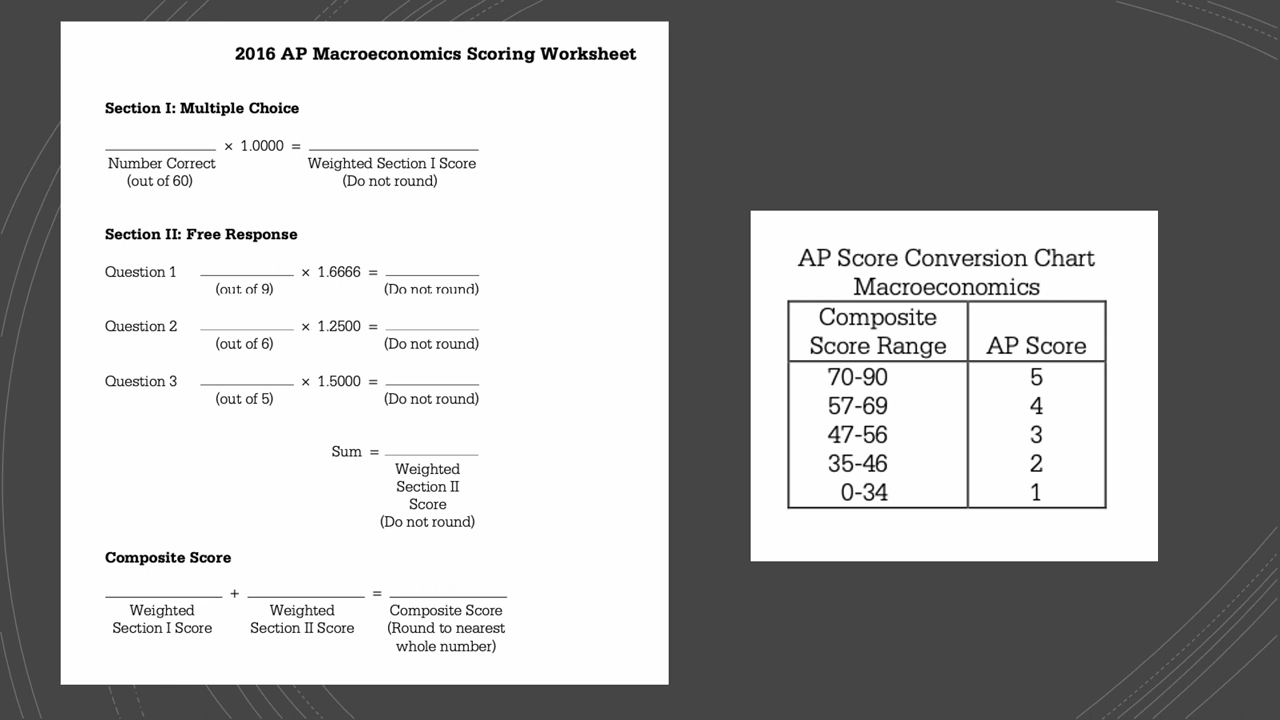 2016 AP Macroeconomics Scoring Worksheet
Section I: Multiple Choice
× 1.0000 =
Number Correct Weighted Section I Score
(out of 60) (Do not round)
Section II: Free Response
Question 1 × 1.6666 =
(out of 9) (Do not round)
Question 2 × 1.2500 =
(out of 6) (Do not round)
Question 3 × 1.5000 =
(out of 5) (Do not round)
Sum =
Weighted
Section II
Score
(Do not round)
Composite Score
+ =
Weighted Weighted Composite Score
Section I Score Section II Score (Round to nearest
whole number)
AP Score Conversion Chart
Macroeconomics
Composite
Score Range AP Score
70-90 5
57-69 4
47-56 3
35-46 2
0-34 1